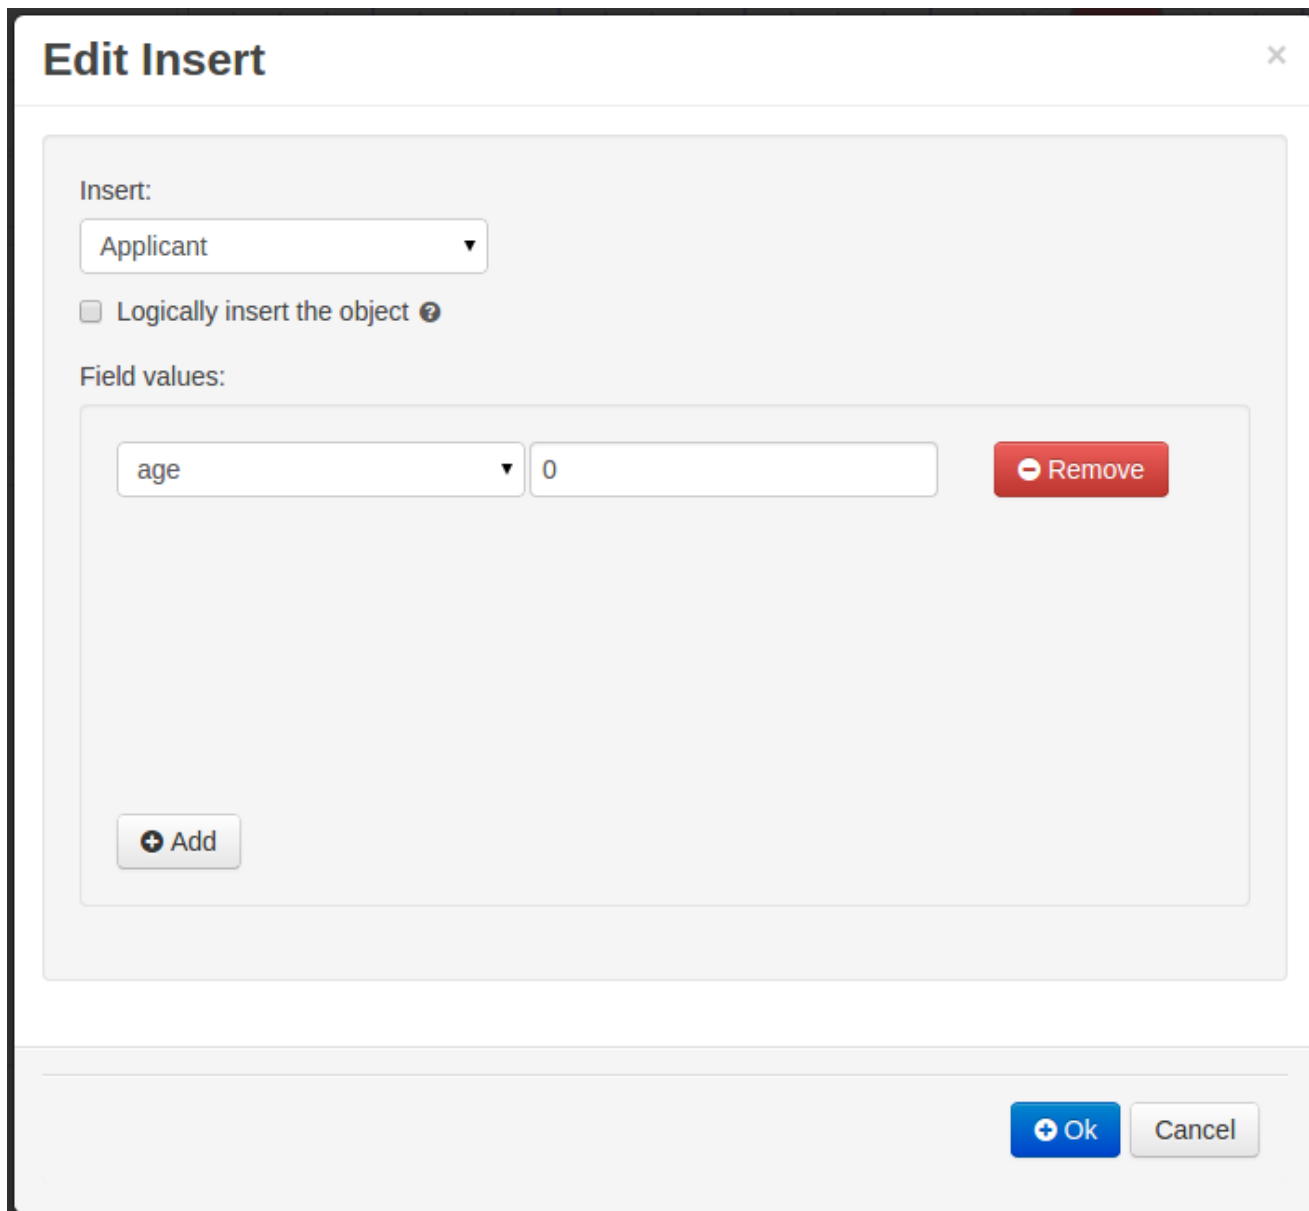 Edit Insert ×
Insert:
Applicant
Logically insert the object ?
Field values:
age 0 Remove
Add
Ok Cancel